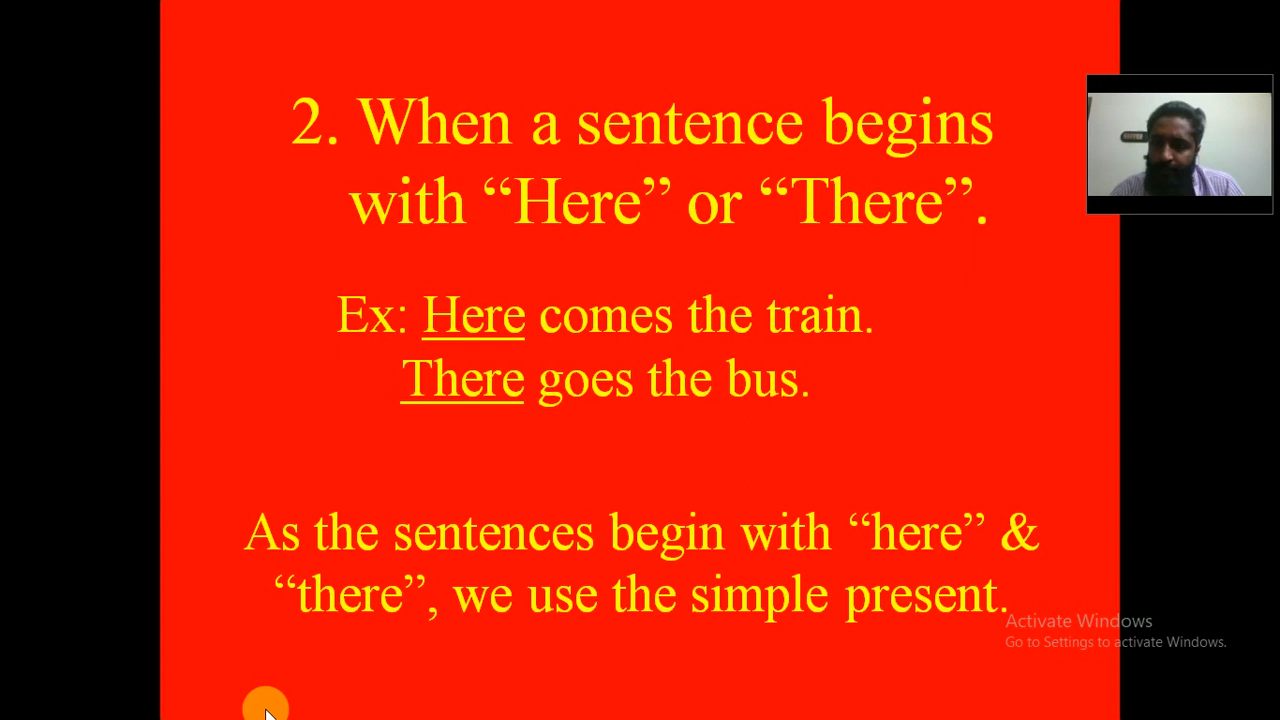 2. When a sentence begins
with “Here” or “There”.
Ex: Here comes the train.
There goes the bus.
As the sentences begin with “here” &
“there”, we use the simple present.
Activate Windows
Go to Settings to activate Windows.